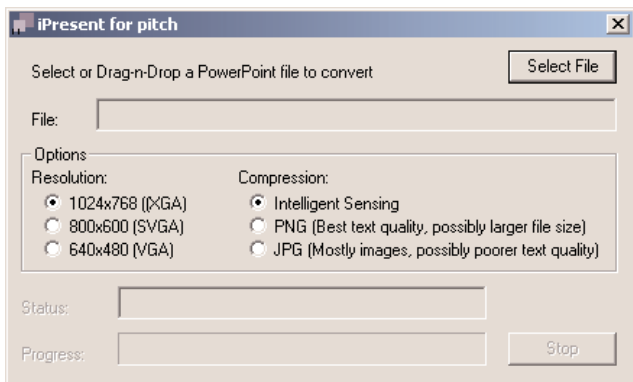 iPresent for pitch
Select or Drag-n-Drop a PowerPoint file to convert
Select File
File:
Options
Resolution:
Compression:
1024x768 ((XGA)
Intelligent Sensing
800x600 (SVGA)
PNG (Best text quality, possibly larger file size)
640x480 (VGA)
JPG (Mostly images, possibly poorer text quality)
Status:
Progress:
Stop